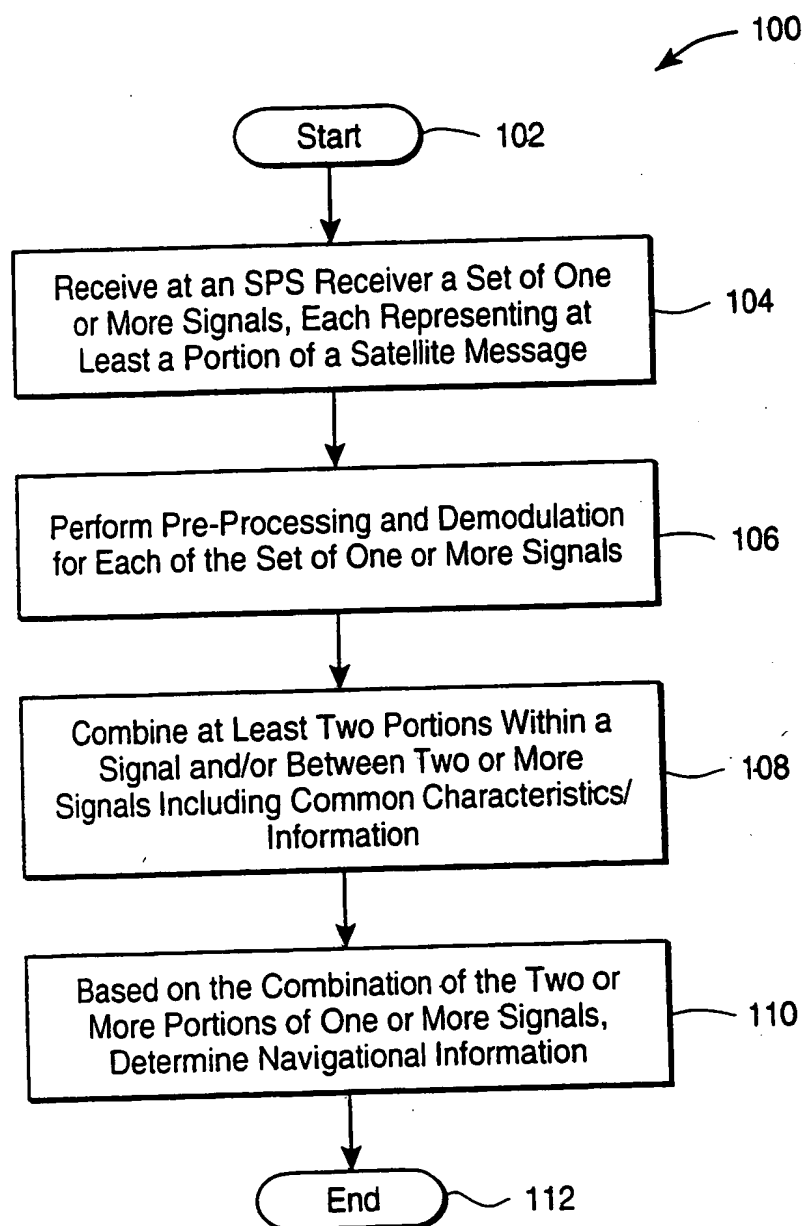 100
Start
102
Receive at an SPS Receiver a Set of One
or More Signals, Each Representing at
Least a Portion of a Satellite Message
104
Perform Pre-Processing and Demodulation
for Each of the Set of One or More Signals
106
Combine at Least Two Portions Within a
Signal and/or Between Two or More
Signals Including Common Characteristics/
Information
108
Based on the Combination of the Two or
More Portions of One or More Signals,
Determine Navigational Information
110
End
112